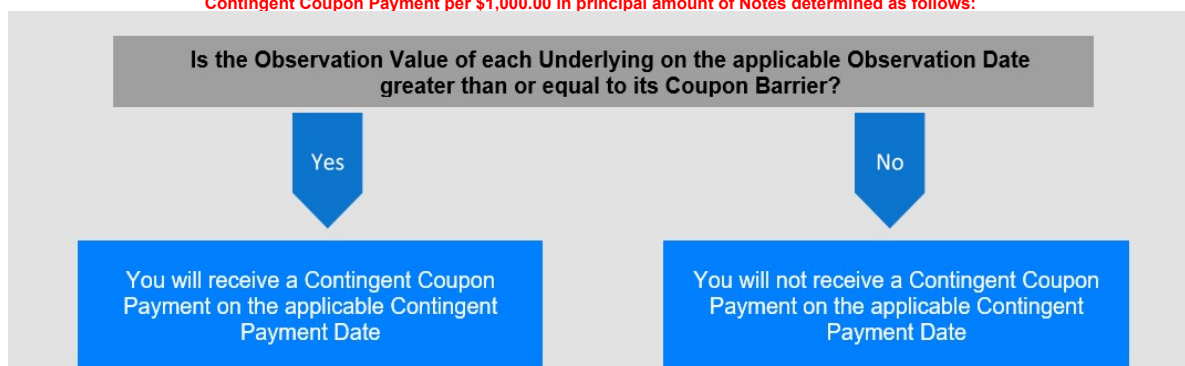 Contingent Coupon Payment per $1,000.00 in principal amount of Notes determined as follows:
Is the Observation Value of each Underlying on the applicable Observation Date
greater than or equal to its Coupon Barrier?
Yes
No
You will receive a Contingent Coupon
Payment on the applicable Contingent
Payment Date
You will not receive a Contingent Coupon
Payment on the applicable Contingent
Payment Date